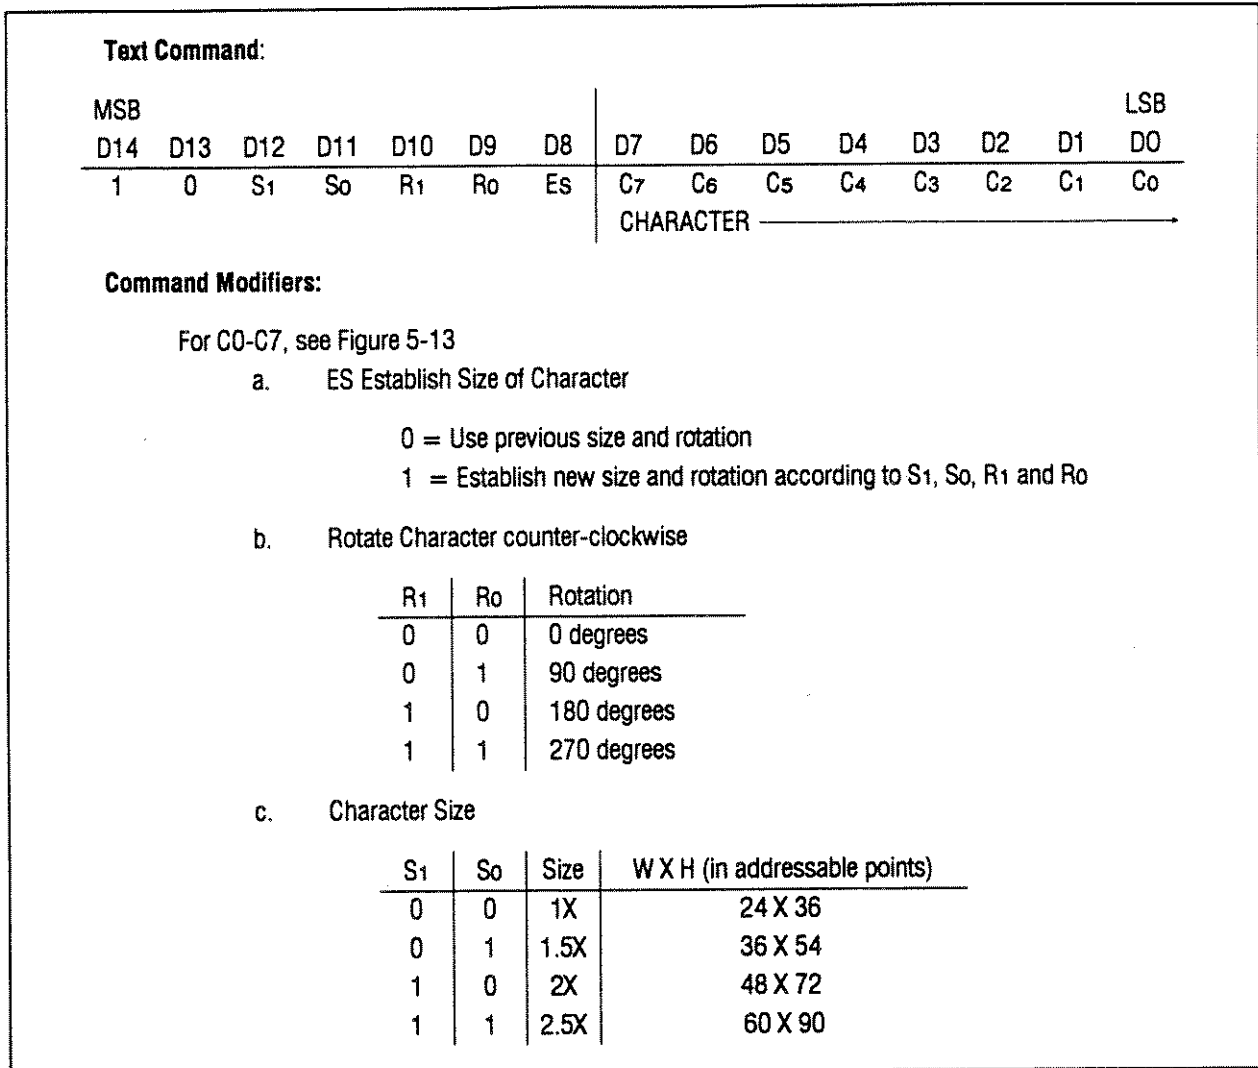 Text Command:
MSB LSB
D14 D13 D12 D11 D10 D9 D8 D7 D6 D5 D4 D3 D2 D1 D0
1 0 S1 So R1 Ro Es C7 C6 C5 C4 C3 C2 C1 Co
CHARACTER
Command Modifiers:
For C0-C7, see Figure 5-13
a. ES Establish Size of Character
0 = Use previous size and rotation
1 = Establish new size and rotation according to S1, So, R1 and Ro
b. Rotate Character counter-clockwise
R1 Ro Rotation
0 0 0 degrees
0 1 90 degrees
1 0 180 degrees
1 1 270 degrees
c. Character Size
S1 So Size W X H (in addressable points)
0 0 1X 24 X 36
0 1 1.5X 36 X 54
1 0 2X 48 X 72
1 1 2.5X 60 X 90